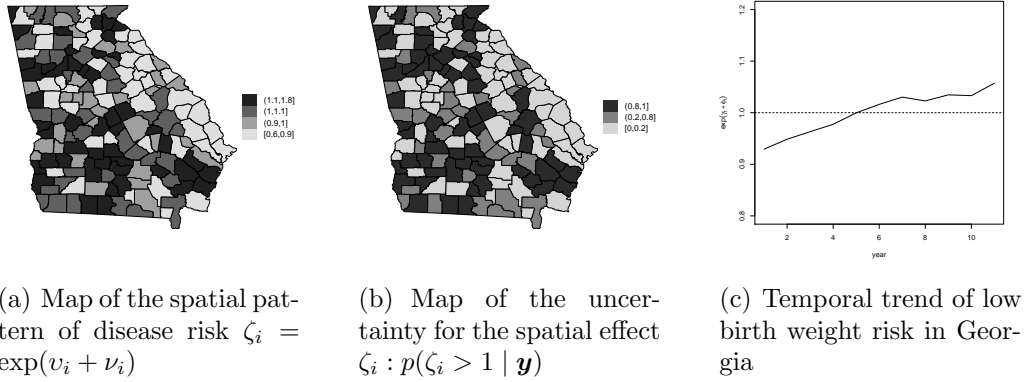 (1.1,1.8]
(1,1.1]
(0.9,1]
[0.6,0.9]
(0.8,1]
(0.2,0.8]
[0,0.2]
1.2
1.1
1.0
0.9
0.8
exp(γt + φt)
2
4
6
8
10
year
(a) Map of the spatial pat-
tern of disease risk ζi =
exp(υi + νi)
(b) Map of the uncer-
tainty for the spatial effect
ζi : p(ζi > 1 | y)
(c) Temporal trend of low
birth weight risk in Geor-
gia